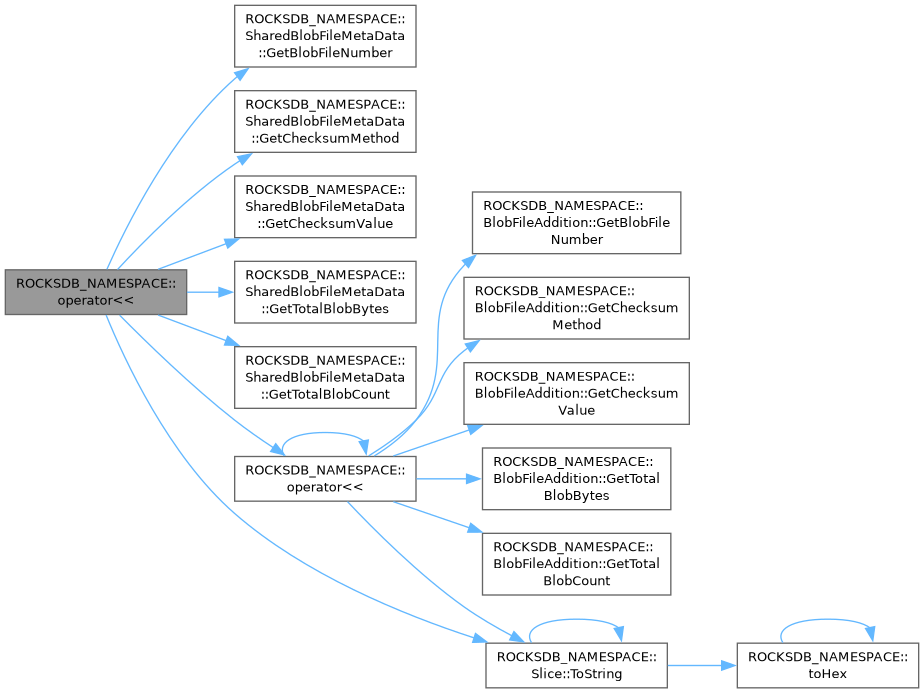 ROCKSDB_NAMESPACE::
SharedBlobFileMetaData
::GetBlobFileNumber
ROCKSDB_NAMESPACE::
SharedBlobFileMetaData
::GetChecksumMethod
ROCKSDB_NAMESPACE::
SharedBlobFileMetaData
::GetChecksumValue
ROCKSDB_NAMESPACE::
operator<<
ROCKSDB_NAMESPACE::
SharedBlobFileMetaData
::GetTotalBlobBytes
ROCKSDB_NAMESPACE::
SharedBlobFileMetaData
::GetTotalBlobCount
ROCKSDB_NAMESPACE::
operator<<
ROCKSDB_NAMESPACE::
BlobFileAddition::GetBlobFile
Number
ROCKSDB_NAMESPACE::
BlobFileAddition::GetChecksum
Method
ROCKSDB_NAMESPACE::
BlobFileAddition::GetChecksum
Value
ROCKSDB_NAMESPACE::
BlobFileAddition::GetTotal
BlobBytes
ROCKSDB_NAMESPACE::
BlobFileAddition::GetTotal
BlobCount
ROCKSDB_NAMESPACE::
Slice::ToString
ROCKSDB_NAMESPACE::
toHex